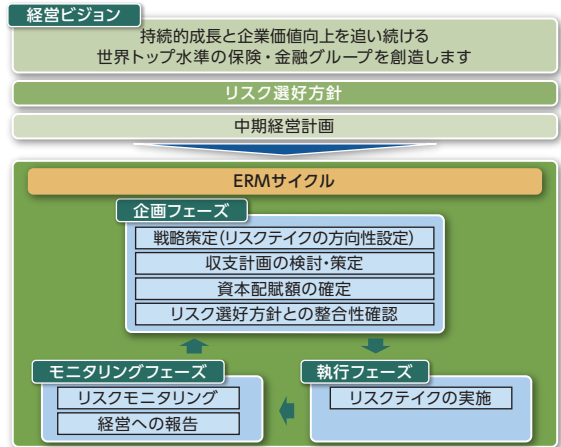 経営ビジョン
持続的成長と企業価値向上を追い続ける
世界トップ水準の保険・金融グループを創造します
リスク選好方針
中期経営計画
ERMサイクル
企画フェーズ
戦略策定(リスクテイクの方向性設定)
収支計画の検討・策定
資本配賦額の確定
リスク選好方針との整合性確認
モニタリングフェーズ
リスクモニタリング
経営への報告
執行フェーズ
リスクテイクの実施